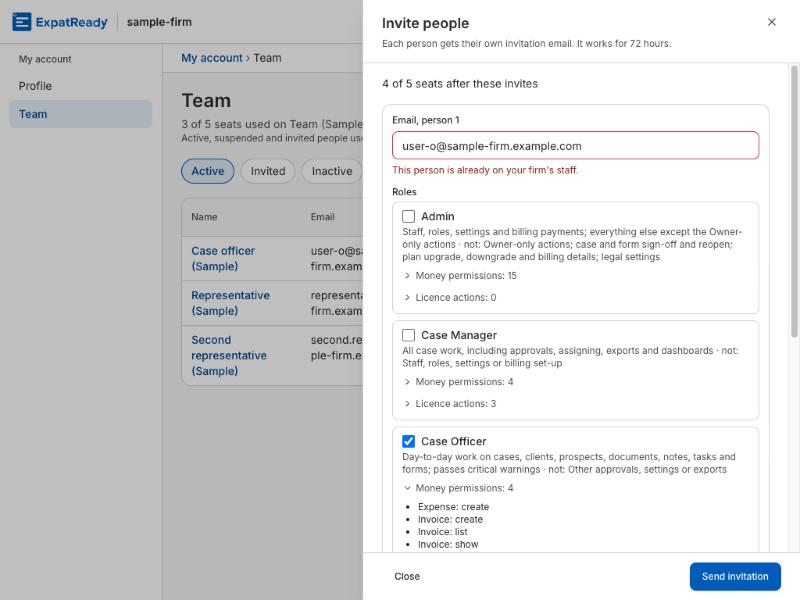 ExpatReady
sample-firm
My account
Profile
Team
My account › Team
Team
3 of 5 seats used on Team (Sample
Active, suspended and invited people us
Active
Invited
Inactive
Name
Email
Case officer
(Sample)
user-o@sa
firm.exam
Representative
(Sample)
representa
firm.exam
Second
representative
(Sample)
second.re
ple-firm.e
Invite people
Each person gets their own invitation email. It works for 72 hours.
4 of 5 seats after these invites
Email, person 1
user-o@sample-firm.example.com
This person is already on your firm's staff.
Roles
Admin
Staff, roles, settings and billing payments; everything else except the Owner-
only actions · not: Owner-only actions; case and form sign-off and reopen;
plan upgrade, downgrade and billing details; legal settings
Money permissions: 15
Licence actions: 0
Case Manager
All case work, including approvals, assigning, exports and dashboards · not:
Staff, roles, settings or billing set-up
Money permissions: 4
Licence actions: 3
Case Officer
Day-to-day work on cases, clients, prospects, documents, notes, tasks and
forms; passes critical warnings · not: Other approvals, settings or exports
Money permissions: 4
• Expense: create
• Invoice: create
• Invoice: list
• Invoice: show
Close
Send invitation